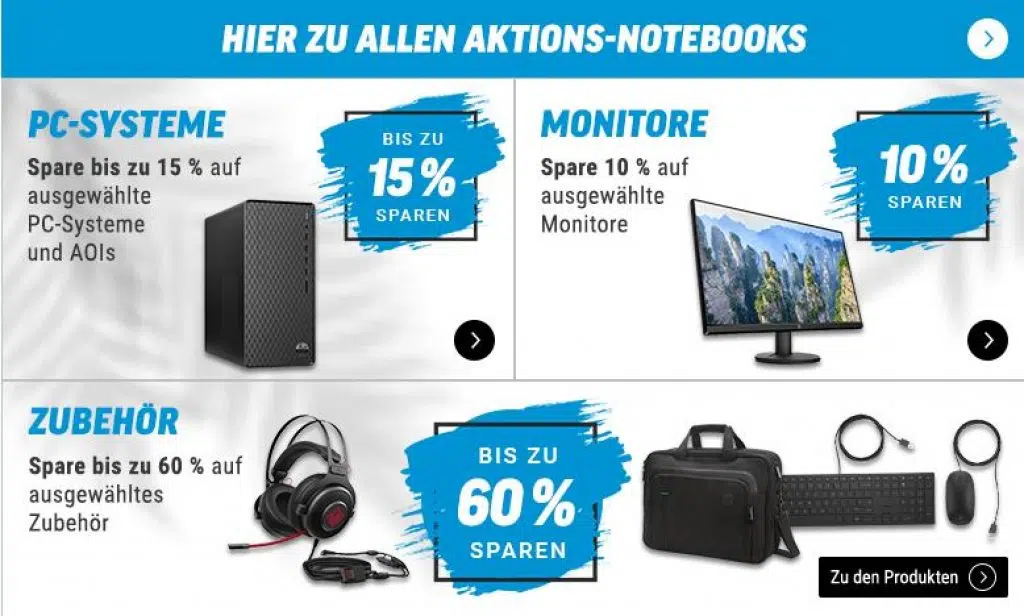 HIER ZU ALLEN AKTIONS-NOTEBOOKS
PC-SYSTEME
Spare bis zu 15 % auf
ausgewählte
PC-Systeme
und AOIs
BIS ZU
15 %
SPAREN
MONITORE
Spare 10 % auf
ausgewählte
Monitore
10 %
SPAREN
ZUBEHÖR
Spare bis zu 60 % auf
ausgewähltes
Zubehör
BIS ZU
60 %
SPAREN
Zu den Produkten